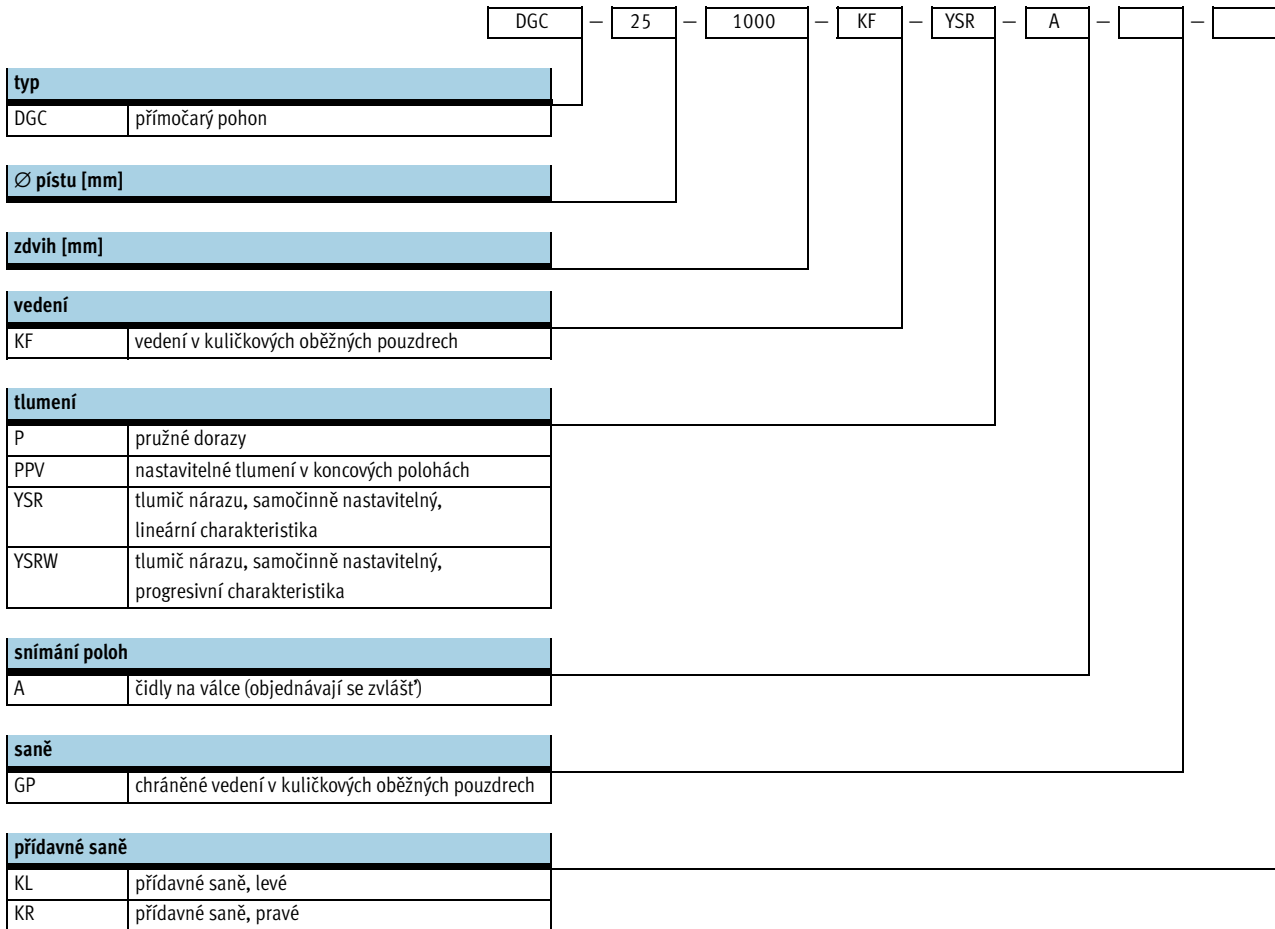 DGC – 25 – 1000 – KF – YSR – A – –
typ
DGC přímočarý pohon
∅ pístu [mm]
zdvih [mm]
vedení
KF vedení v kuličkových oběžných pouzdrech
tlumení
P pružné dorazy
PPV nastavitelné tlumení v koncových polohách
YSR tlumič nárazu, samočinně nastavitelný,
lineární charakteristika
YSRW tlumič nárazu, samočinně nastavitelný,
progresivní charakteristika
snímání poloh
A čidly na válce (objednávají se zvlášť)
saně
GP chráněné vedení v kuličkových oběžných pouzdrech
přídavné saně
KL přídavné saně, levé
KR přídavné saně, pravé